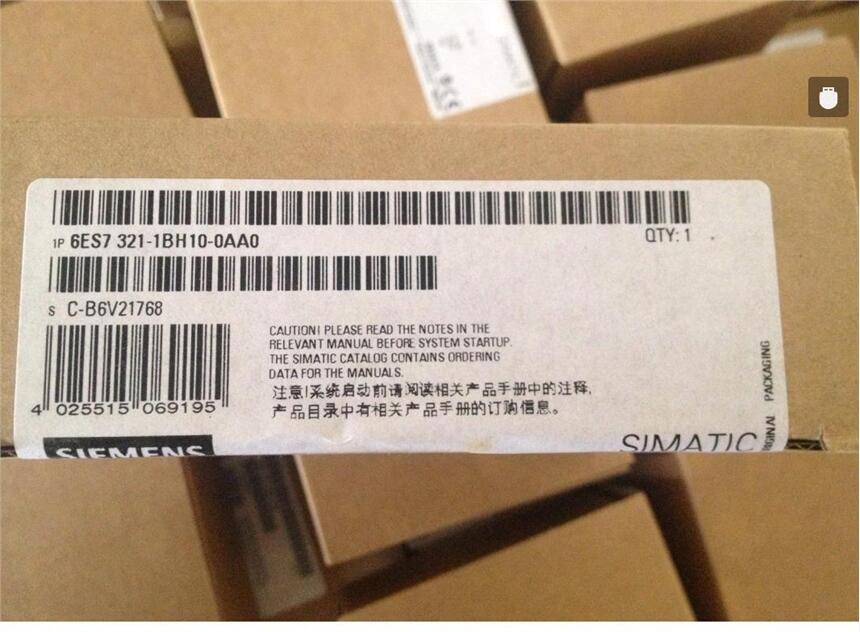 1P 6ES7 321-1BH10-0AA0
QTY: 1
S C-B6V21768
CAUTION! PLEASE READ THE NOTES IN THE
RELEVANT MANUAL BEFORE SYSTEM STARTUP.
THE SIMATIC CATALOG CONTAINS ORDERING
DATA FOR THE MANUALS.
注意!系统启动前请阅读相关产品手册中的注释,
产品目录中有相关产品手册的订购信息。
4 025515 069195
SIEMENS
SIMATIC
PACKAGING